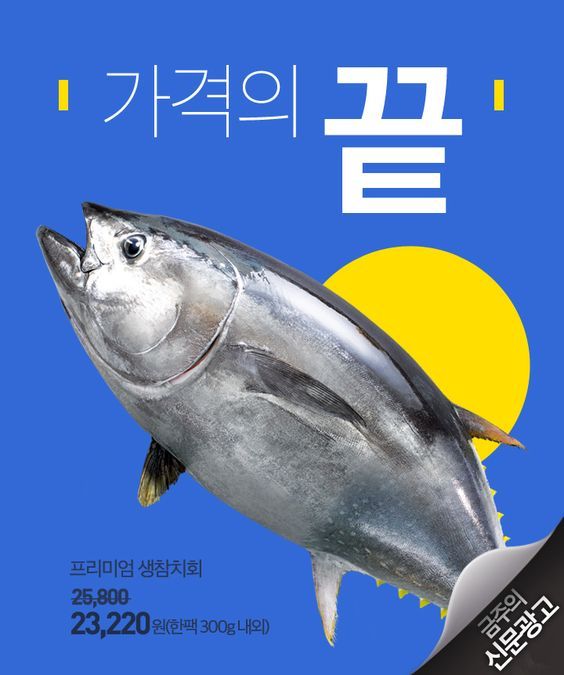 가격의 끝
프리미엄 생참치회
25,800
23,220원(한팩 300g 내외)
금주의
신문광고